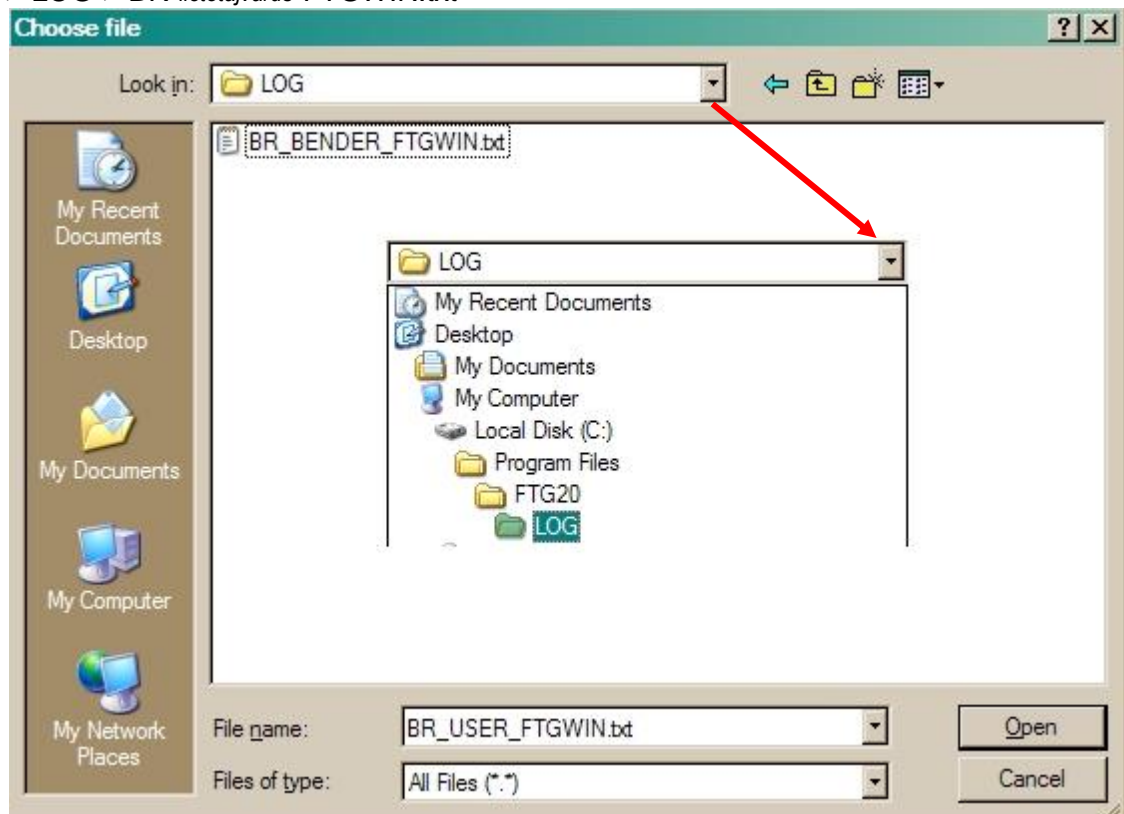 Choose file
Look in:
LOG
BR_BENDER_FTGWIN.txt
My Recent
Documents
Desktop
My Documents
My Computer
My Network
Places
LOG
My Recent Documents
Desktop
My Documents
My Computer
Local Disk (C:)
Program Files
FTG20
LOG
File name:
BR_USER_FTGWIN.txt
Open
Files of type:
All Files (*.*)
Cancel